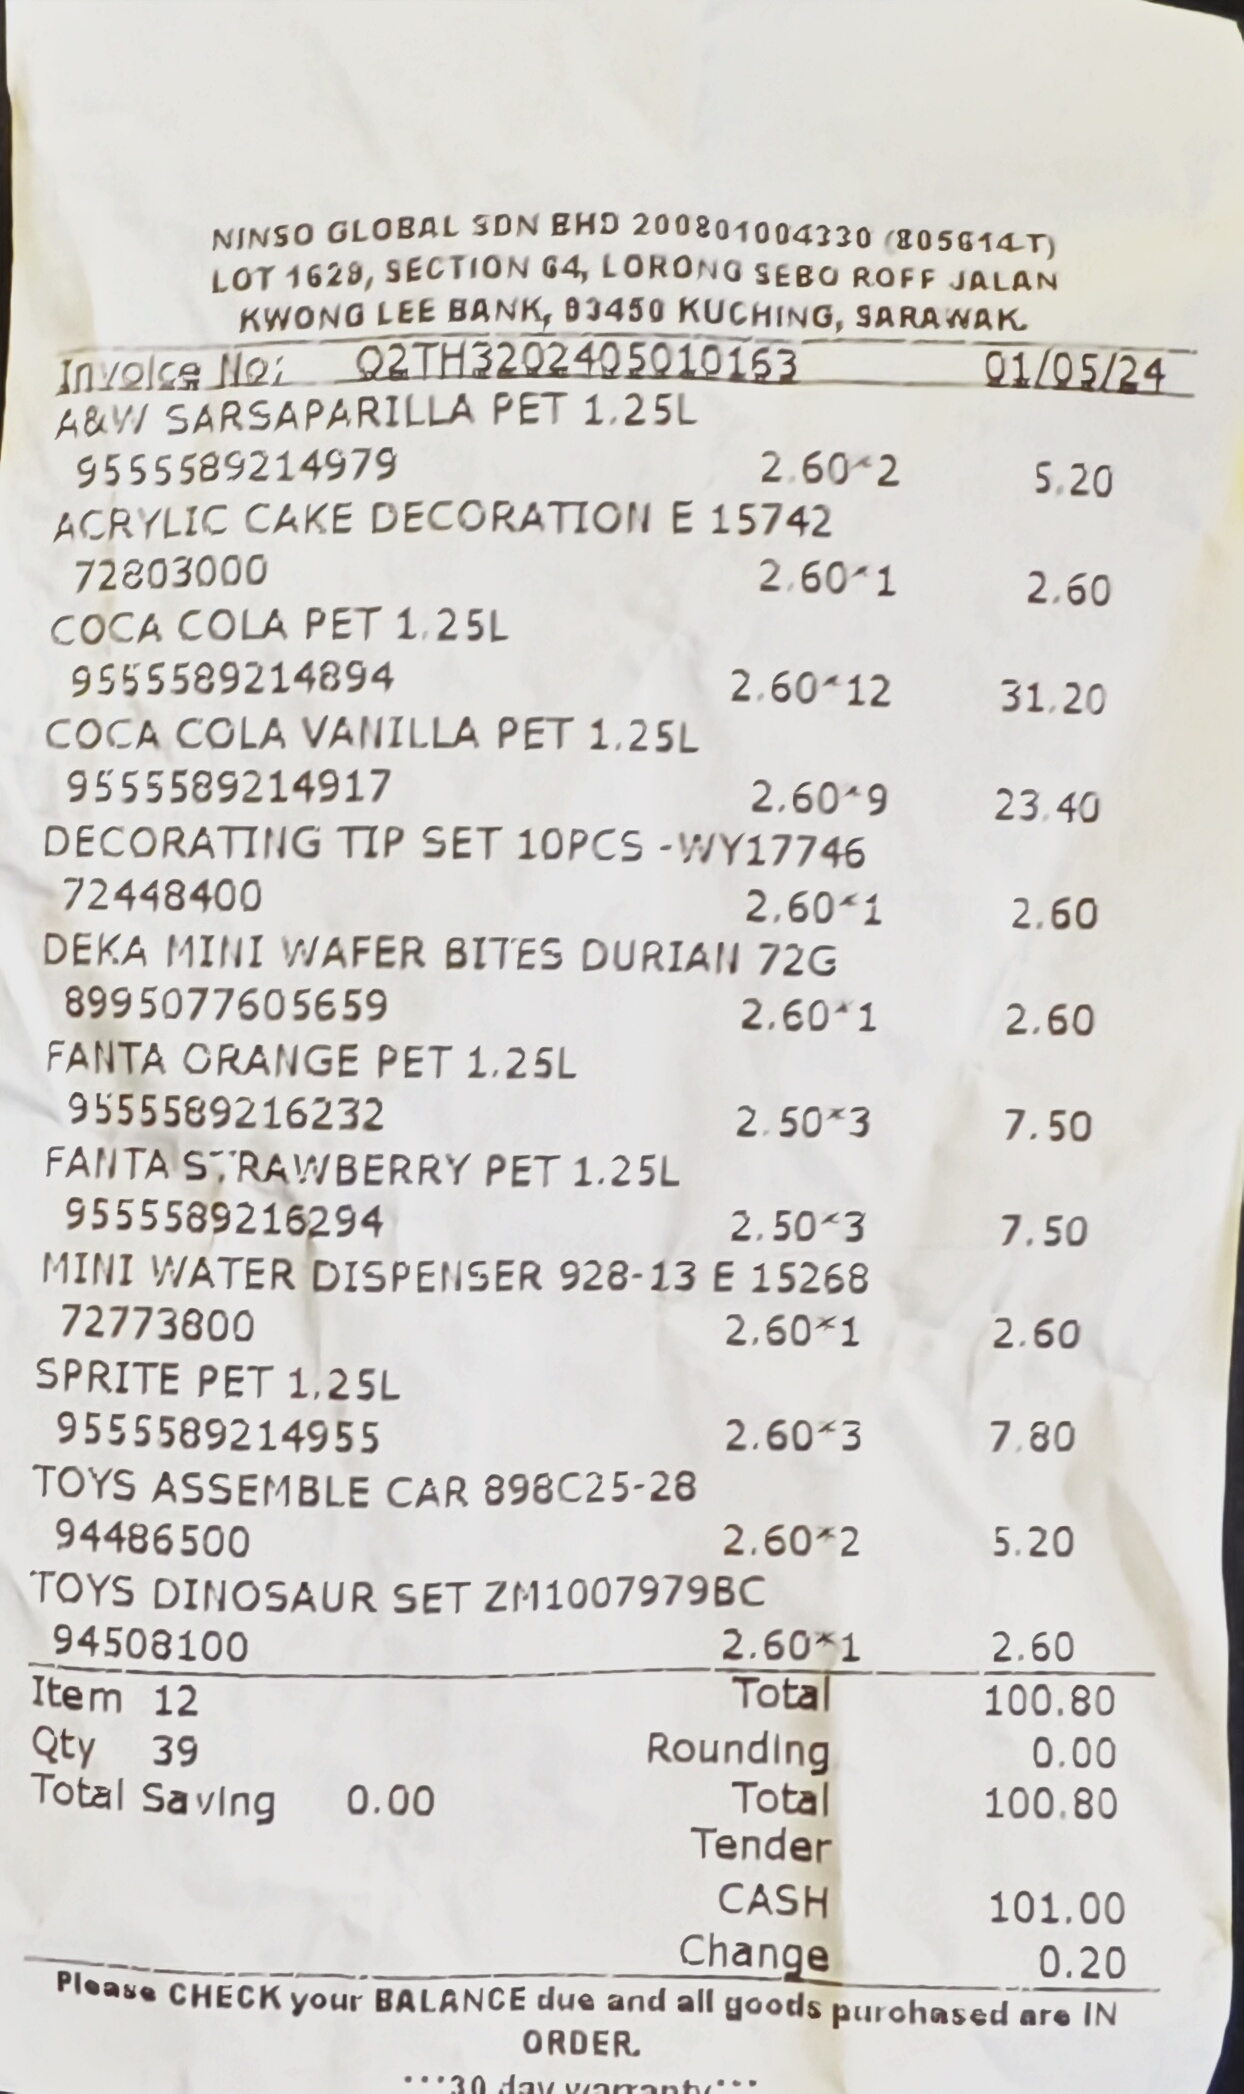 NINSO GLOBAL SDN BHD 200801004330 (805614-T)
LOT 1629, SECTION 64, LORONG SEBO ROFF JALAN
KWONG LEE BANK, 93450 KUCHING, SARAWAK.
Invoice No: 02TH3202405010163 01/05/24
A&W SARSAPARILLA PET 1.25L
9555589214979 2.60*2 5.20
ACRYLIC CAKE DECORATION E 15742
72803000 2.60*1 2.60
COCA COLA PET 1.25L
9555589214894 2.60*12 31.20
COCA COLA VANILLA PET 1.25L
9555589214917 2.60*9 23.40
DECORATING TIP SET 10PCS -WY17746
72448400 2.60*1 2.60
DEKA MINI WAFER BITES DURIAN 72G
8995077605659 2.60*1 2.60
FANTA ORANGE PET 1.25L
9555589216232 2.50*3 7.50
FANTA STRAWBERRY PET 1.25L
9555589216294 2.50*3 7.50
MINI WATER DISPENSER 928-13 E 15268
72773800 2.60*1 2.60
SPRITE PET 1.25L
9555589214955 2.60*3 7.80
TOYS ASSEMBLE CAR 898C25-28
94486500 2.60*2 5.20
TOYS DINOSAUR SET ZM1007979BC
94508100 2.60*1 2.60
Item 12 Total 100.80
Qty 39 Rounding 0.00
Total Saving 0.00 Total 100.80
Tender
CASH 101.00
Change 0.20
Please CHECK your BALANCE due and all goods purchased are IN
ORDER.
***30 day warranty***